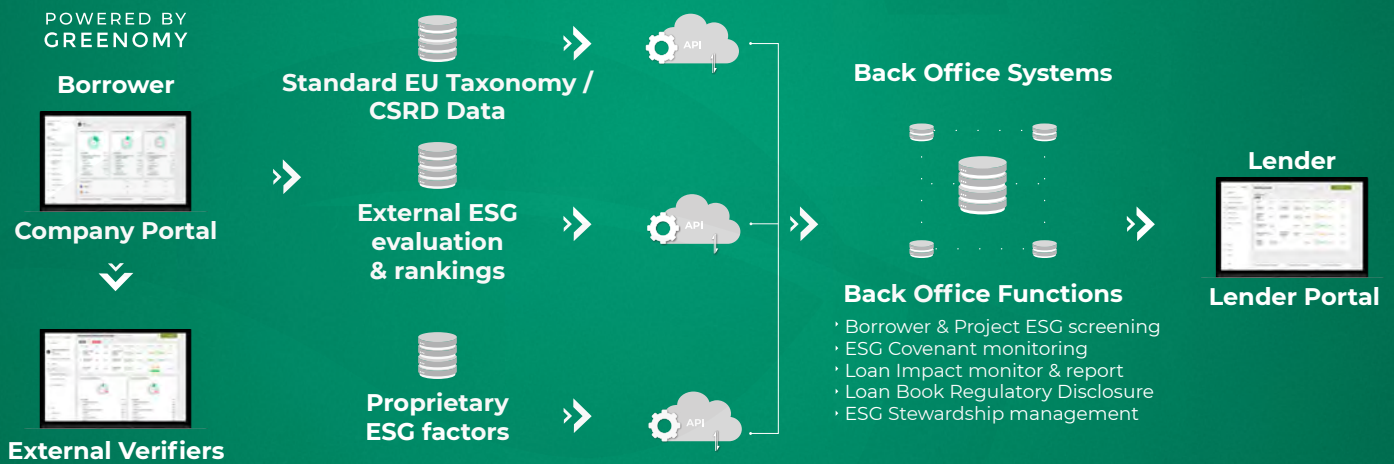 POWERED BY
GREENOMY
Borrower
Company Portal
External Verifiers
Standard EU Taxonomy /
CSRD Data
External ESG
evaluation
& rankings
Proprietary
ESG factors
API
API
API
Back Office Systems
Back Office Functions
Borrower & Project ESG screening
ESG Covenant monitoring
Loan Impact monitor & report
Loan Book Regulatory Disclosure
ESG Stewardship management
Lender
Lender Portal